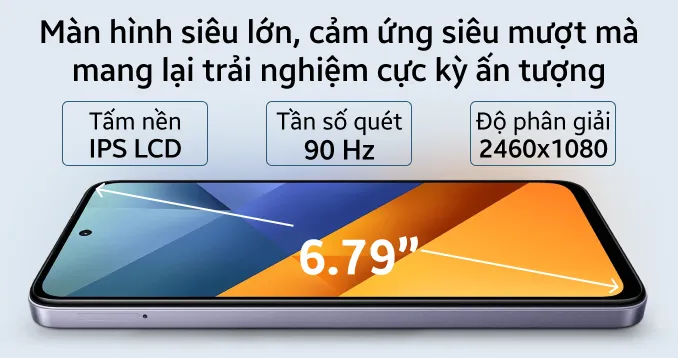 Màn hình siêu lớn, cảm ứng siêu mượt mà
mang lại trải nghiệm cực kỳ ấn tượng
Tấm nền
IPS LCD
Tần số quét
90 Hz
Độ phân giải
2460x1080
6.79”